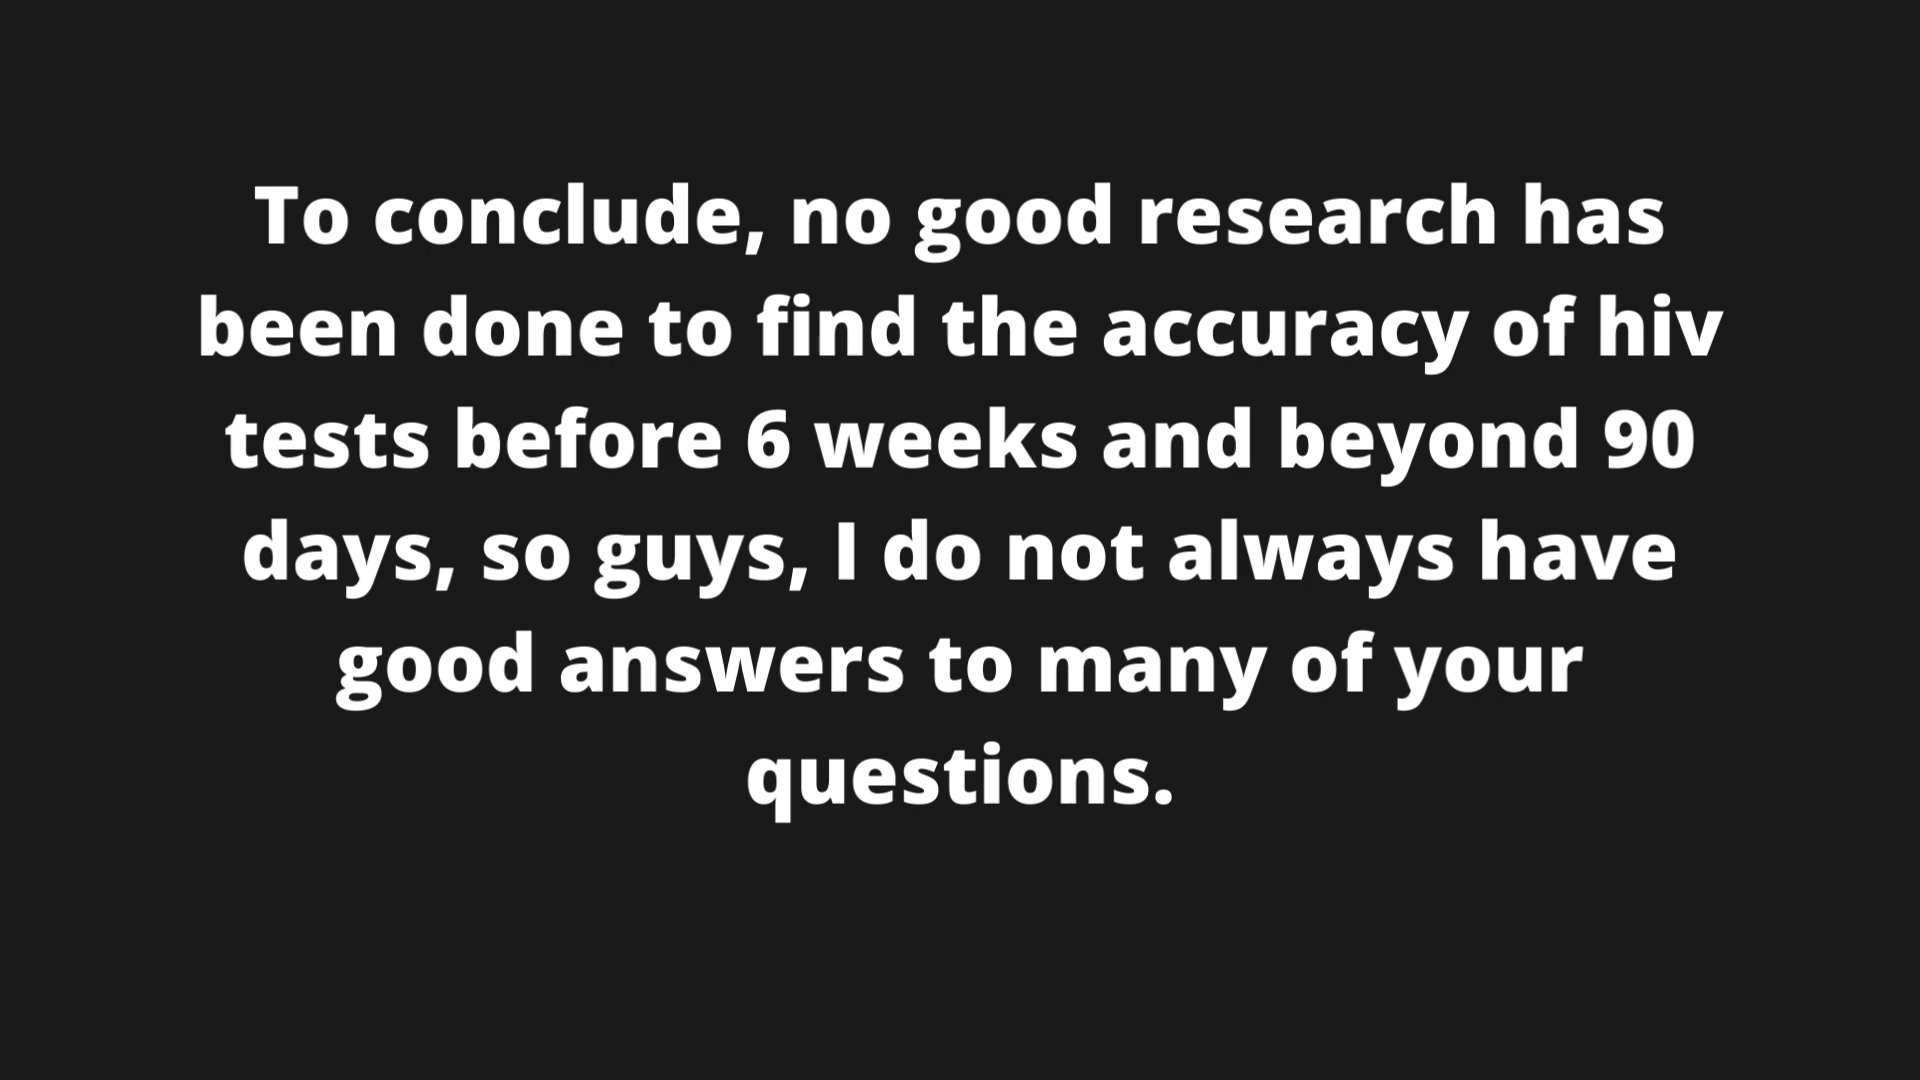 To conclude, no good research has
been done to find the accuracy of hiv
tests before 6 weeks and beyond 90
days, so guys, I do not always have
good answers to many of your
questions.